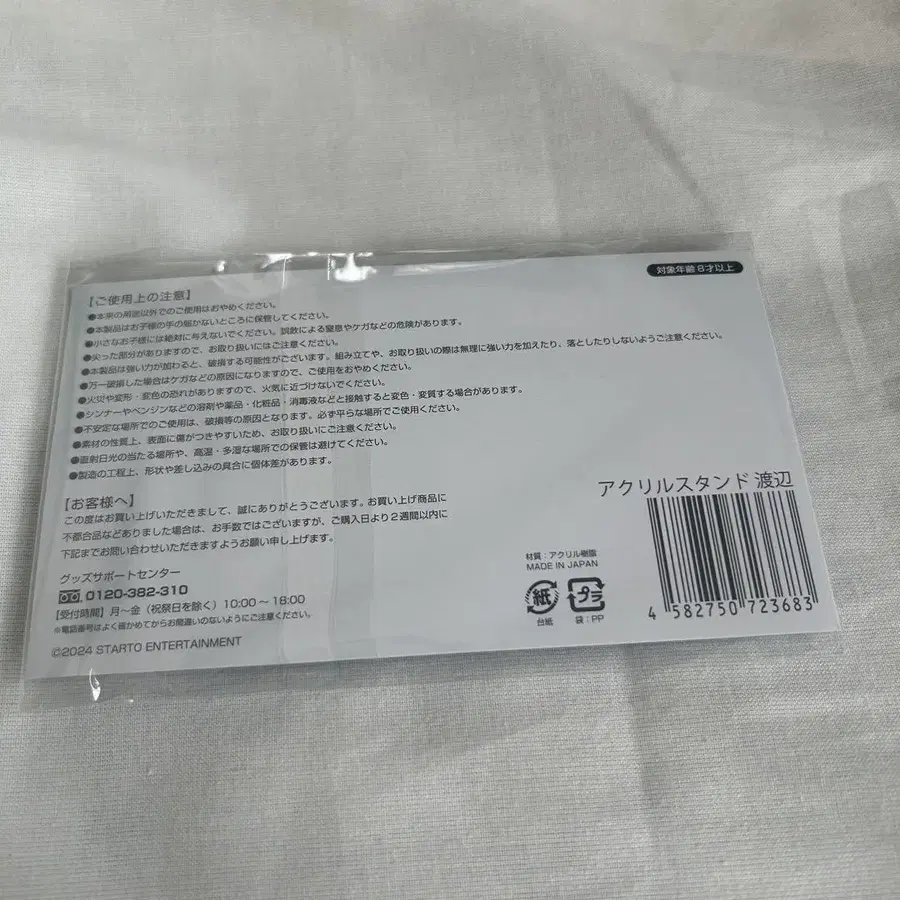 対象年齢 8才以上
【ご使用上の注意】
●本来の用途以外でのご使用はおやめください。
●本製品はお子様の手の届かないところに保管してください。
●小さなお子様には絶対に与えないでください。誤飲による窒息やケガなどの危険があります。
●尖った部分がありますので、お取り扱いにはご注意ください。
●本製品は強い力が加わると、破損する可能性がございます。組み立てや、お取り扱いの際は無理に強い力を加えたり、落としたりしないようご注意ください。
●万一破損した場合はケガなどの原因になりますので、ご使用をおやめください。
●火災や変形・変色の恐れがありますので、火気に近づけないでください。
●シンナーやベンジンなどの溶剤や薬品・化粧品・消毒液などと接触すると変色・変質する場合があります。
●不安定な場所でのご使用は、破損等の原因となります。必ず平らな場所でご使用ください。
●素材の性質上、表面に傷がつきやすいため、お取り扱いにご注意ください。
●直射日光の当たる場所や、高温・多湿な場所での保管は避けてください。
●製造の工程上、形状や差し込みの具合に個体差があります。
【お客様へ】
この度はお買い上げいただきまして、誠にありがとうございます。お買い上げ商品に
不都合品などありました場合は、お手数ではございますが、ご購入日より2週間以内に
下記までお問い合わせいただきますようお願い申し上げます。
グッズサポートセンター
0120-382-310
【受付時間】月～金（祝祭日を除く）10:00～18:00
※電話番号はよく確かめてからお間違いのないようにご注意ください。
©2024 STARTO ENTERTAINMENT
材質：アクリル樹脂
MADE IN JAPAN
紙
台紙
プラ
袋：PP
アクリルスタンド 渡辺
4 582750 723683